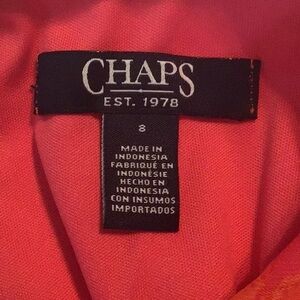 CHAPS
EST. 1978
8
MADE IN
INDONESIA
FABRIQUÉ EN
INDONÉSIE
HECHO EN
INDONESIA
CON INSUMOS
IMPORTADOS